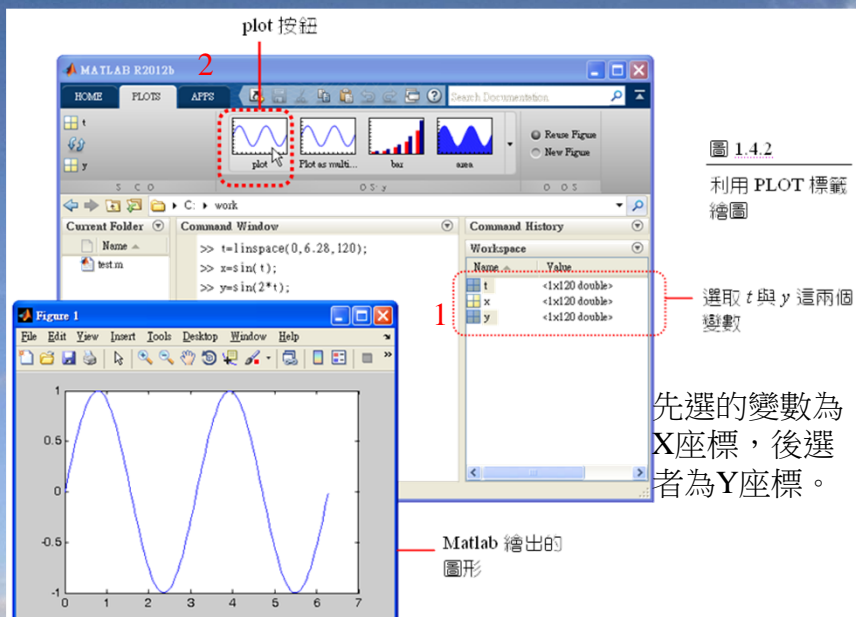 plot 按鈕
2
MATLAB R2012b
HOME PLOTS APPS Search Documentation
t
y
plot Plot as multi... bar area
Reuse Figue
New Figue
圖 1.4.2
利用 PLOT 標籤
繪圖
C: ▸ work
Current Folder Command Window Command History
Name
test.m
>> t=linspace(0,6.28,120);
>> x=sin( t);
>> y=sin(2*t);
Workspace
Name Value
t <1x120 double>
x <1x120 double>
y <1x120 double>
1
選取 t 與 y 這兩個
變數
先選的變數為
X座標,後選
者為Y座標。
Figure 1
File Edit View Insert Tools Desktop Window Help
1
0.5
0
-0.5
-1
0 1 2 3 4 5 6 7
Matlab 繪出的
圖形